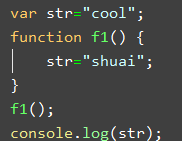 var str="cool";
function f1() {
    str="shuai";
}
f1();
console.log(str);